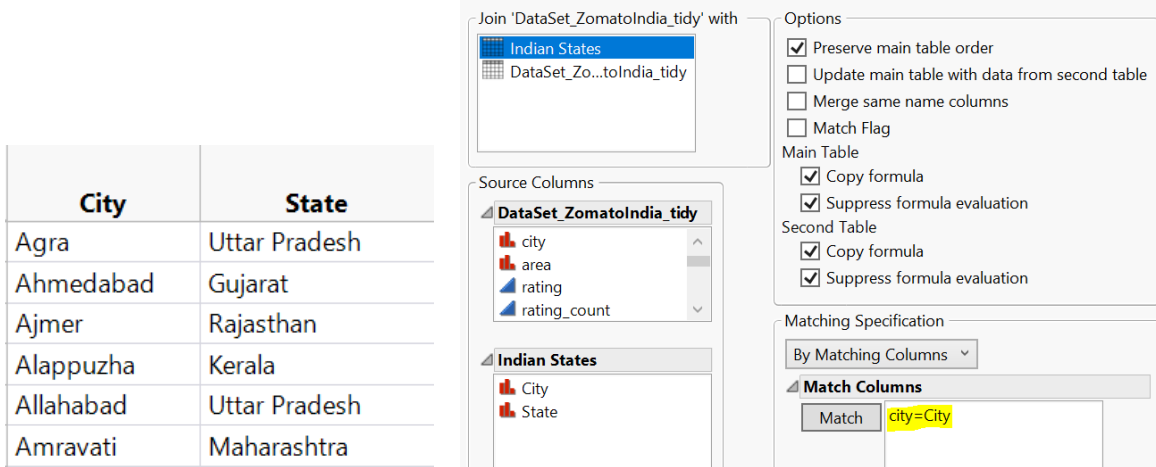 City State
Agra Uttar Pradesh
Ahmedabad Gujarat
Ajmer Rajasthan
Alappuzha Kerala
Allahabad Uttar Pradesh
Amravati Maharashtra
Join 'DataSet_ZomatoIndia_tidy' with
Indian States
DataSet_Zo...toIndia_tidy
Source Columns
DataSet_ZomatoIndia_tidy
city
area
rating
rating_count
Indian States
City
State
Options
Preserve main table order
Update main table with data from second table
Merge same name columns
Match Flag
Main Table
Copy formula
Suppress formula evaluation
Second Table
Copy formula
Suppress formula evaluation
Matching Specification
By Matching Columns
Match Columns
Match city=City